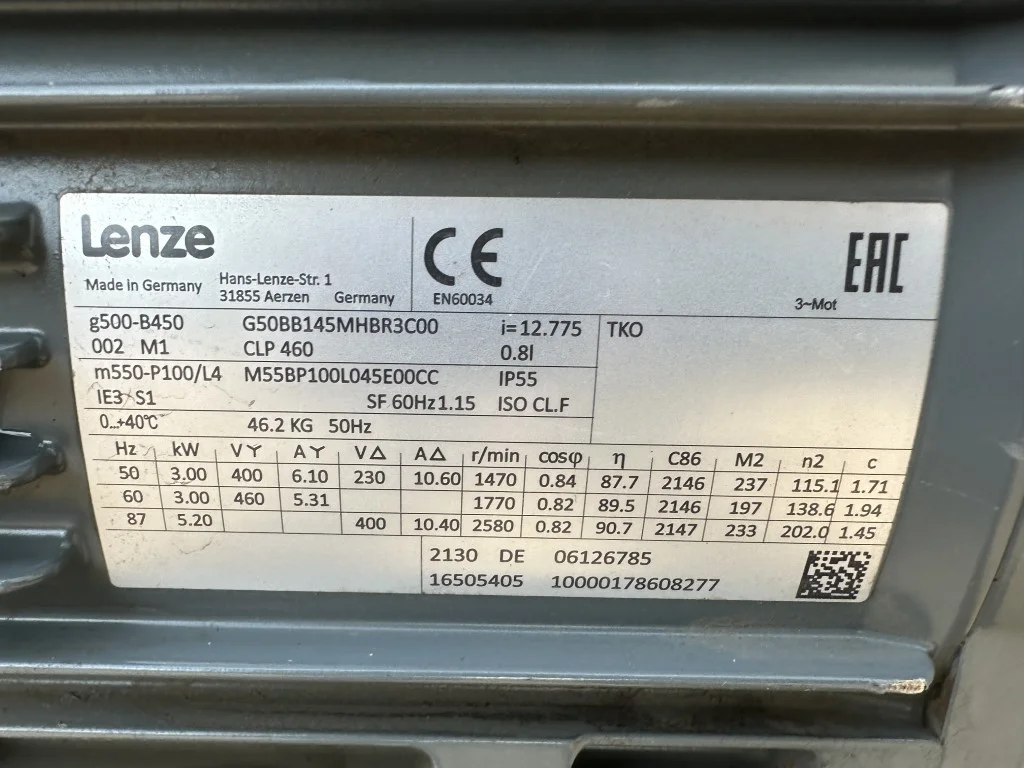 Lenze
CE
EAC
Made in Germany
Hans-Lenze-Str. 1
31855 Aerzen Germany
EN60034
3~Mot
g500-B450 G50BB145MHBR3C00 i=12.775 TKO
002 M1 CLP 460 0.8l
m550-P100/L4 M55BP100L045E00CC IP55
IE3 S1 SF 60Hz1.15 ISO CL.F
0..+40℃ 46.2 KG 50Hz
Hz kW VY AY V△ A△ r/min cosφ η C86 M2 n2 c
50 3.00 400 6.10 230 10.60 1470 0.84 87.7 2146 237 115.1 1.71
60 3.00 460 5.31 1770 0.82 89.5 2146 197 138.6 1.94
87 5.20 400 10.40 2580 0.82 90.7 2147 233 202.0 1.45
2130 DE 06126785
16505405 10000178608277